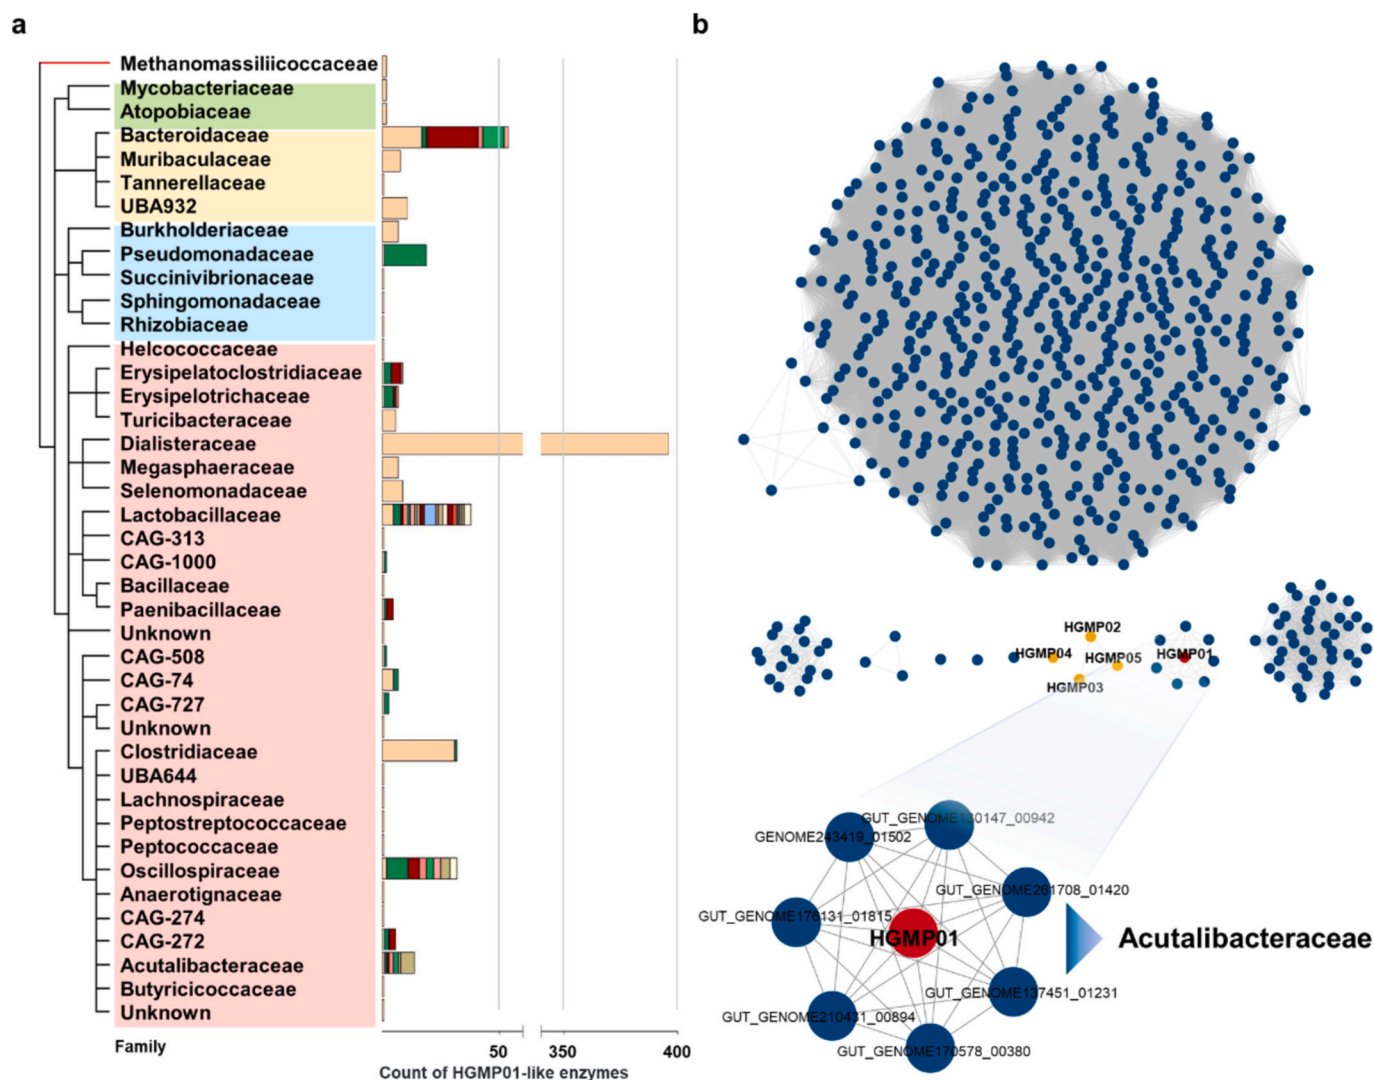 a
b
Methanomassiliicoccaceae
Mycobacteriaceae
Atopobiaceae
Bacteroidaceae
Muribaculaceae
Tannerellaceae
UBA932
Burkholderiaceae
Pseudomonadaceae
Succinivibrionaceae
Sphingomonadaceae
Rhizobiaceae
Helcococcaceae
Erysipelatoclostridiaceae
Erysipelotrichaceae
Turicibacteraceae
Dialisteraceae
Megasphaeraceae
Selenomonadaceae
Lactobacillaceae
CAG-313
CAG-1000
Bacillaceae
Paenibacillaceae
Unknown
CAG-508
CAG-74
CAG-727
Unknown
Clostridiaceae
UBA644
Lachnospiraceae
Peptostreptococcaceae
Peptococcaceae
Oscillospiraceae
Anaerotignaceae
CAG-274
CAG-272
Acutalibacteraceae
Butyricicoccaceae
Unknown
Family
50 350 400
Count of HGMP01-like enzymes
HGMP02
HGMP04
HGMP05
HGMP01
HGMP03
GUT_GENOME130147_00942
GENOME243419_01502
GUT_GENOME261708_01420
GUT_GENOME176131_01815
HGMP01
Acutalibacteraceae
GUT_GENOME137451_01231
GUT_GENOME210431_00894
GUT_GENOME170578_00380